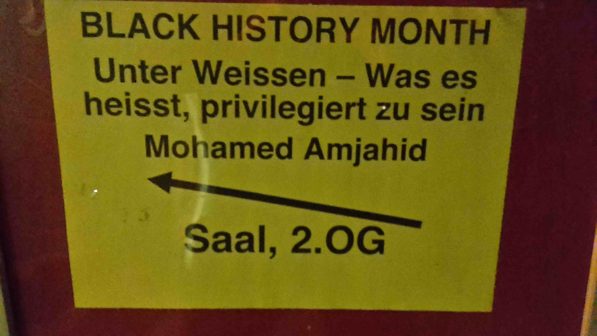 BLACK HISTORY MONTH
Unter Weissen – Was es
heisst, privilegiert zu sein
Mohamed Amjahid
Saal, 2.OG